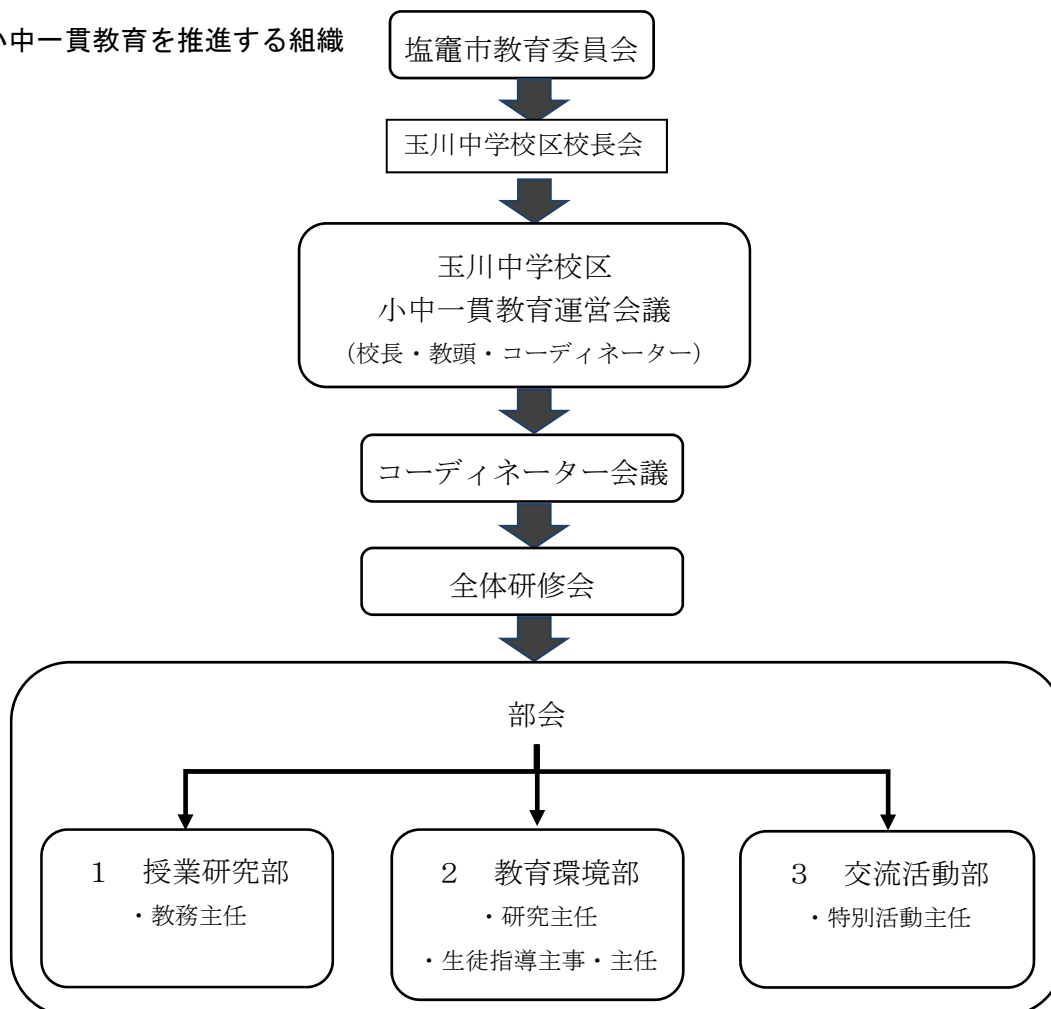 小中一貫教育を推進する組織
塩竈市教育委員会
玉川中学校区校長会
玉川中学校区
小中一貫教育運営会議
（校長・教頭・コーディネーター）
コーディネーター会議
全体研修会
部会
１　授業研究部
・教務主任
２　教育環境部
・研究主任
・生徒指導主事・主任
３　交流活動部
・特別活動主任